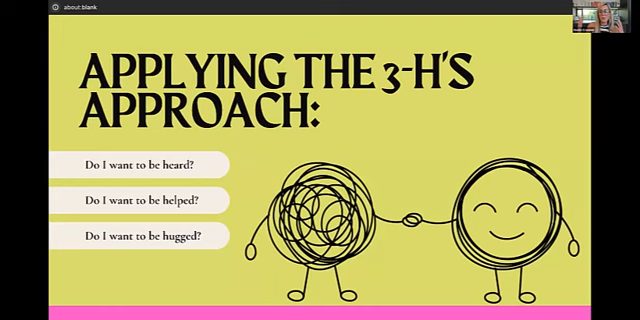 about:blank
APPLYING THE 3-H'S
APPROACH:
Do I want to be heard?
Do I want to be helped?
Do I want to be hugged?